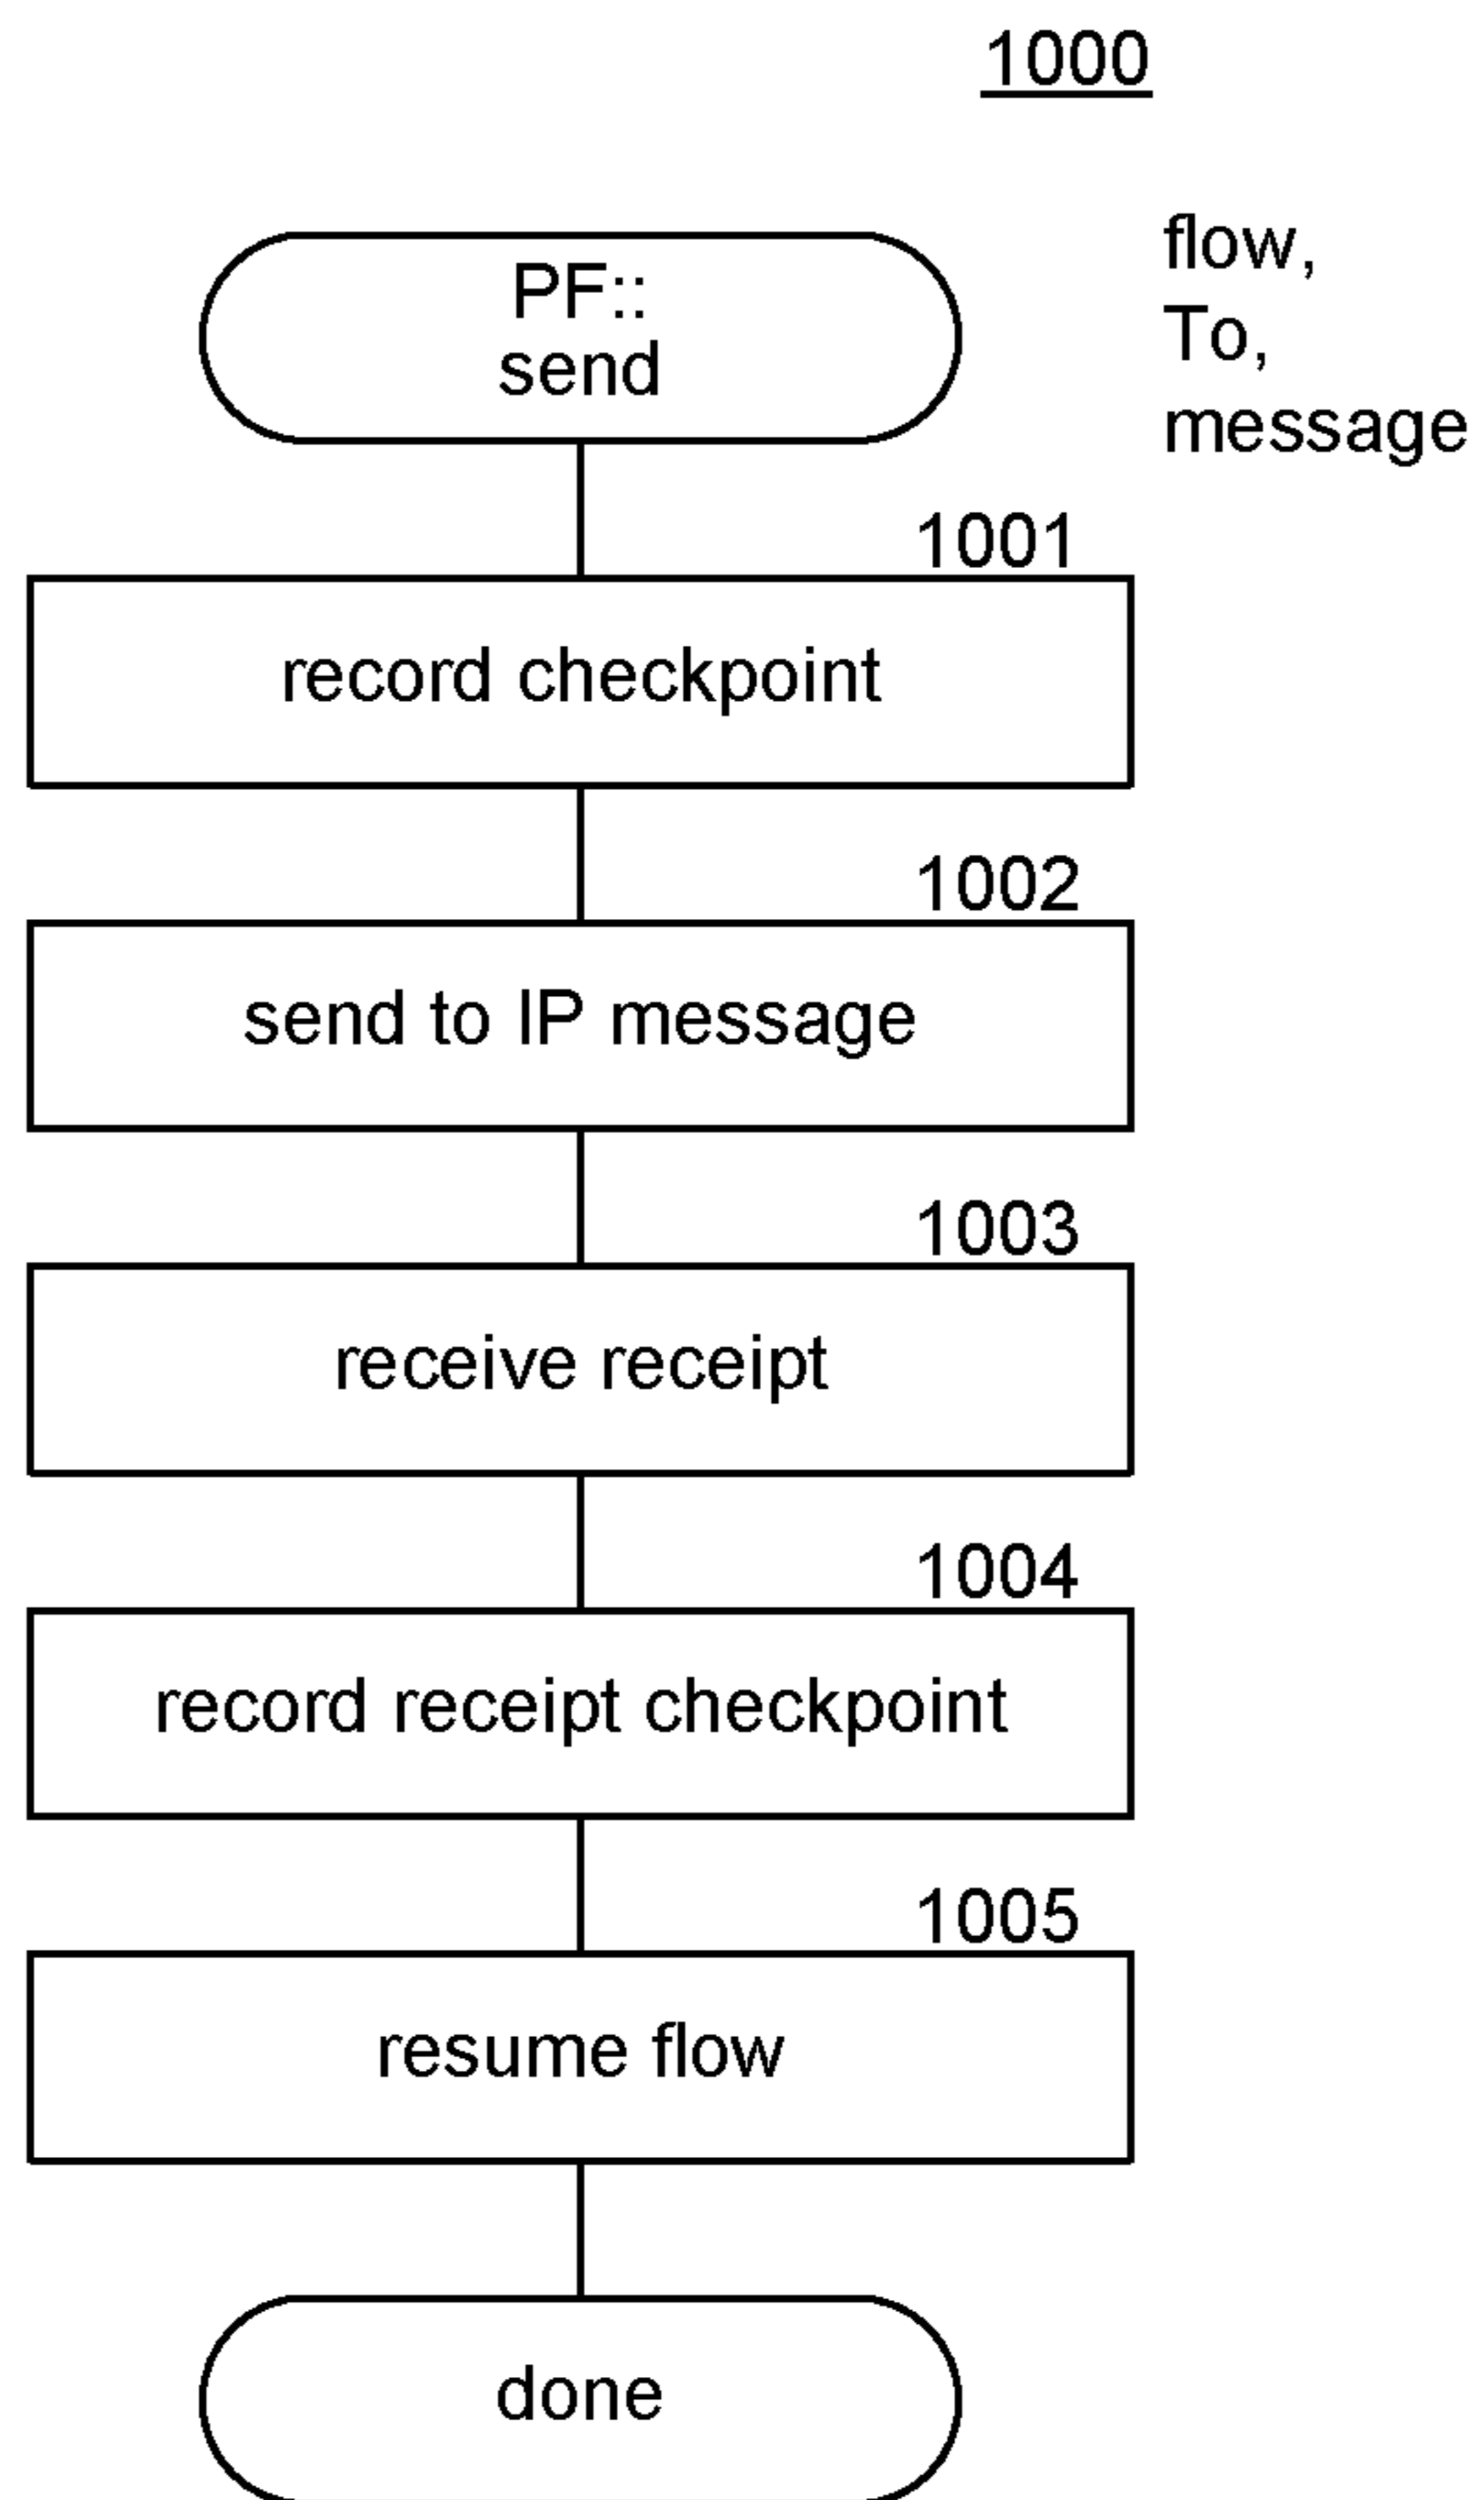 1000
PF::
send
flow,
To,
message
1001
record checkpoint
1002
send to IP message
1003
receive receipt
1004
record receipt checkpoint
1005
resume flow
done